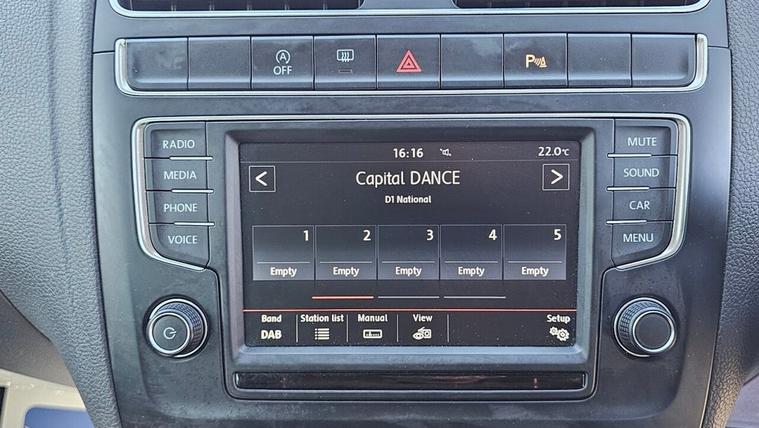 A
OFF
P
RADIO
MEDIA
PHONE
VOICE
16:16
22.0°C
< Capital DANCE >
D1 National
1 2 3 4 5
Empty Empty Empty Empty Empty
Band Station list Manual View Setup
DAB
MUTE
SOUND
CAR
MENU